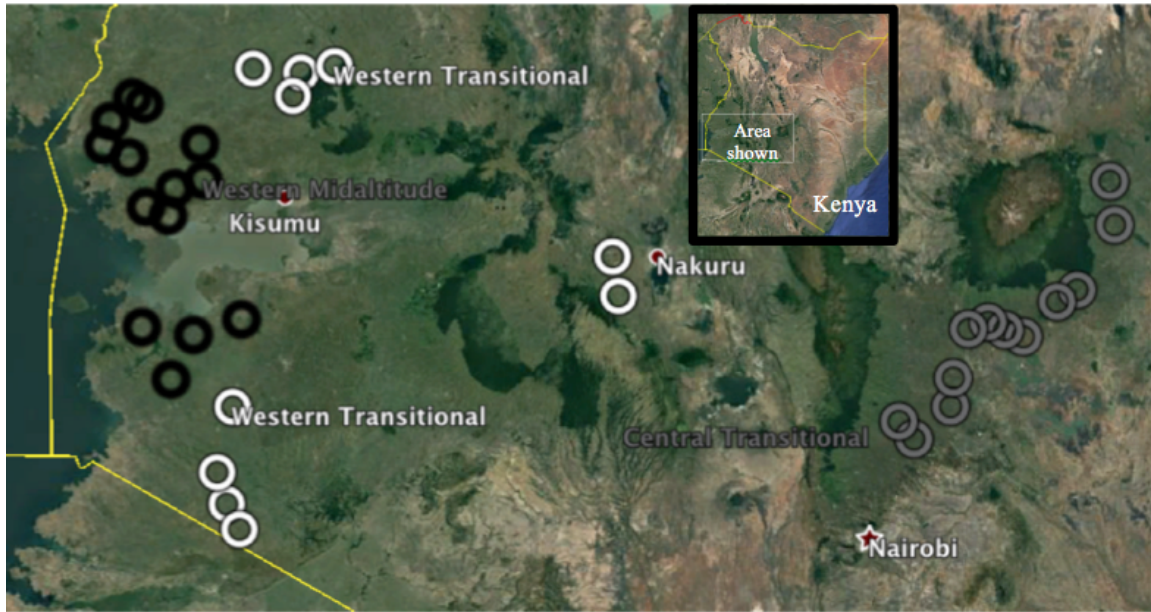 Western Transitional
Area
shown
Western Midaltitude
Kenya
Kisumu
Nakuru
Western Transitional
Central Transitional
Nairobi